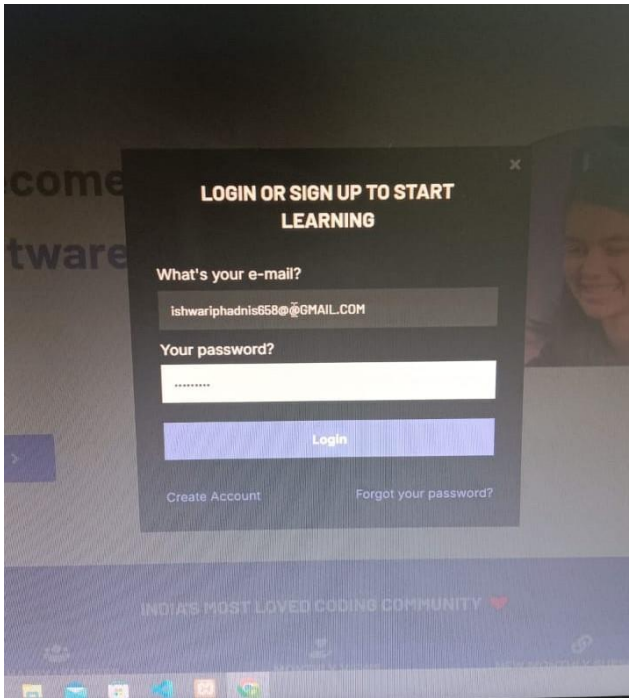 come
tware
×
LOGIN OR SIGN UP TO START
LEARNING
What's your e-mail?
ishwariphadnis658@@GMAIL.COM
Your password?
•••••••••
Login
>
Create Account
Forgot your password?
INDIA'S MOST LOVED CODING COMMUNITY ❤